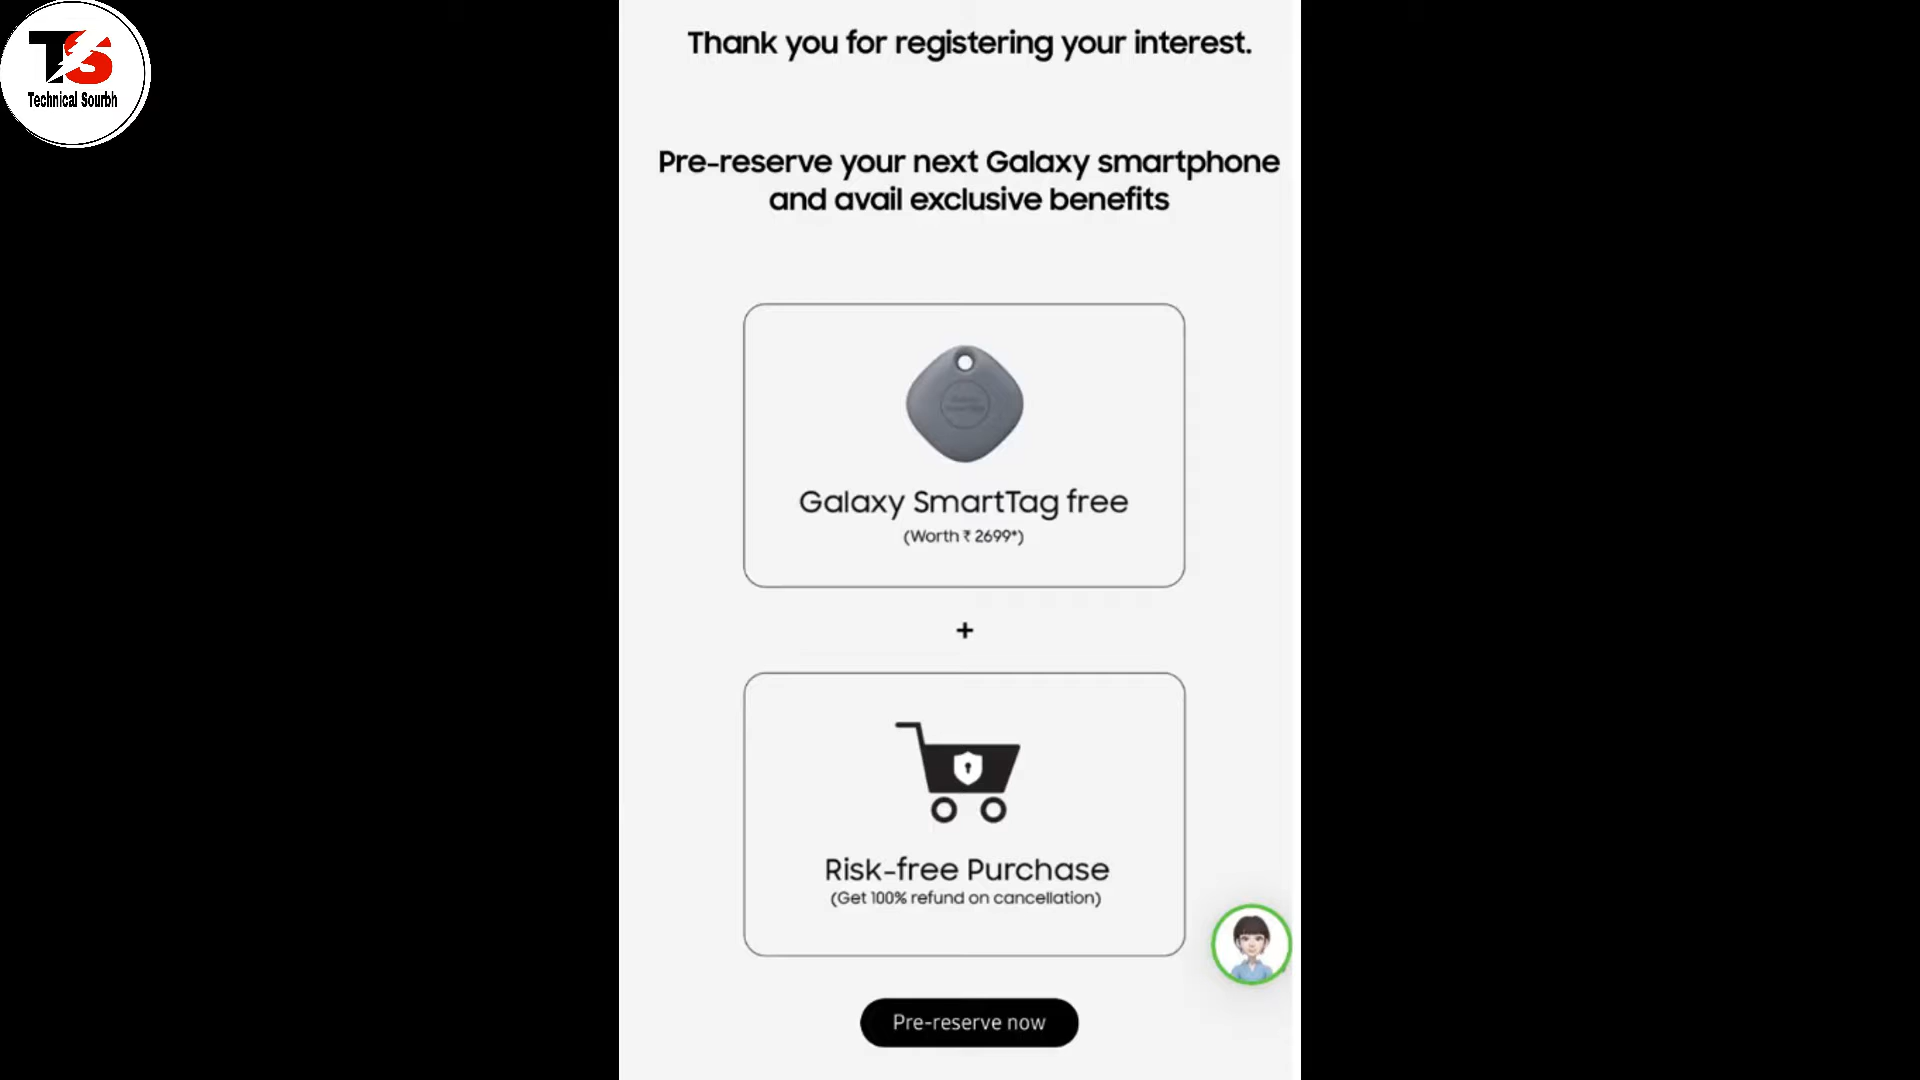 TS
Technical Sourbh
Thank you for registering your interest.
Pre-reserve your next Galaxy smartphone
and avail exclusive benefits
Galaxy SmartTag free
(Worth ₹ 2699*)
+
Risk-free Purchase
(Get 100% refund on cancellation)
Pre-reserve now